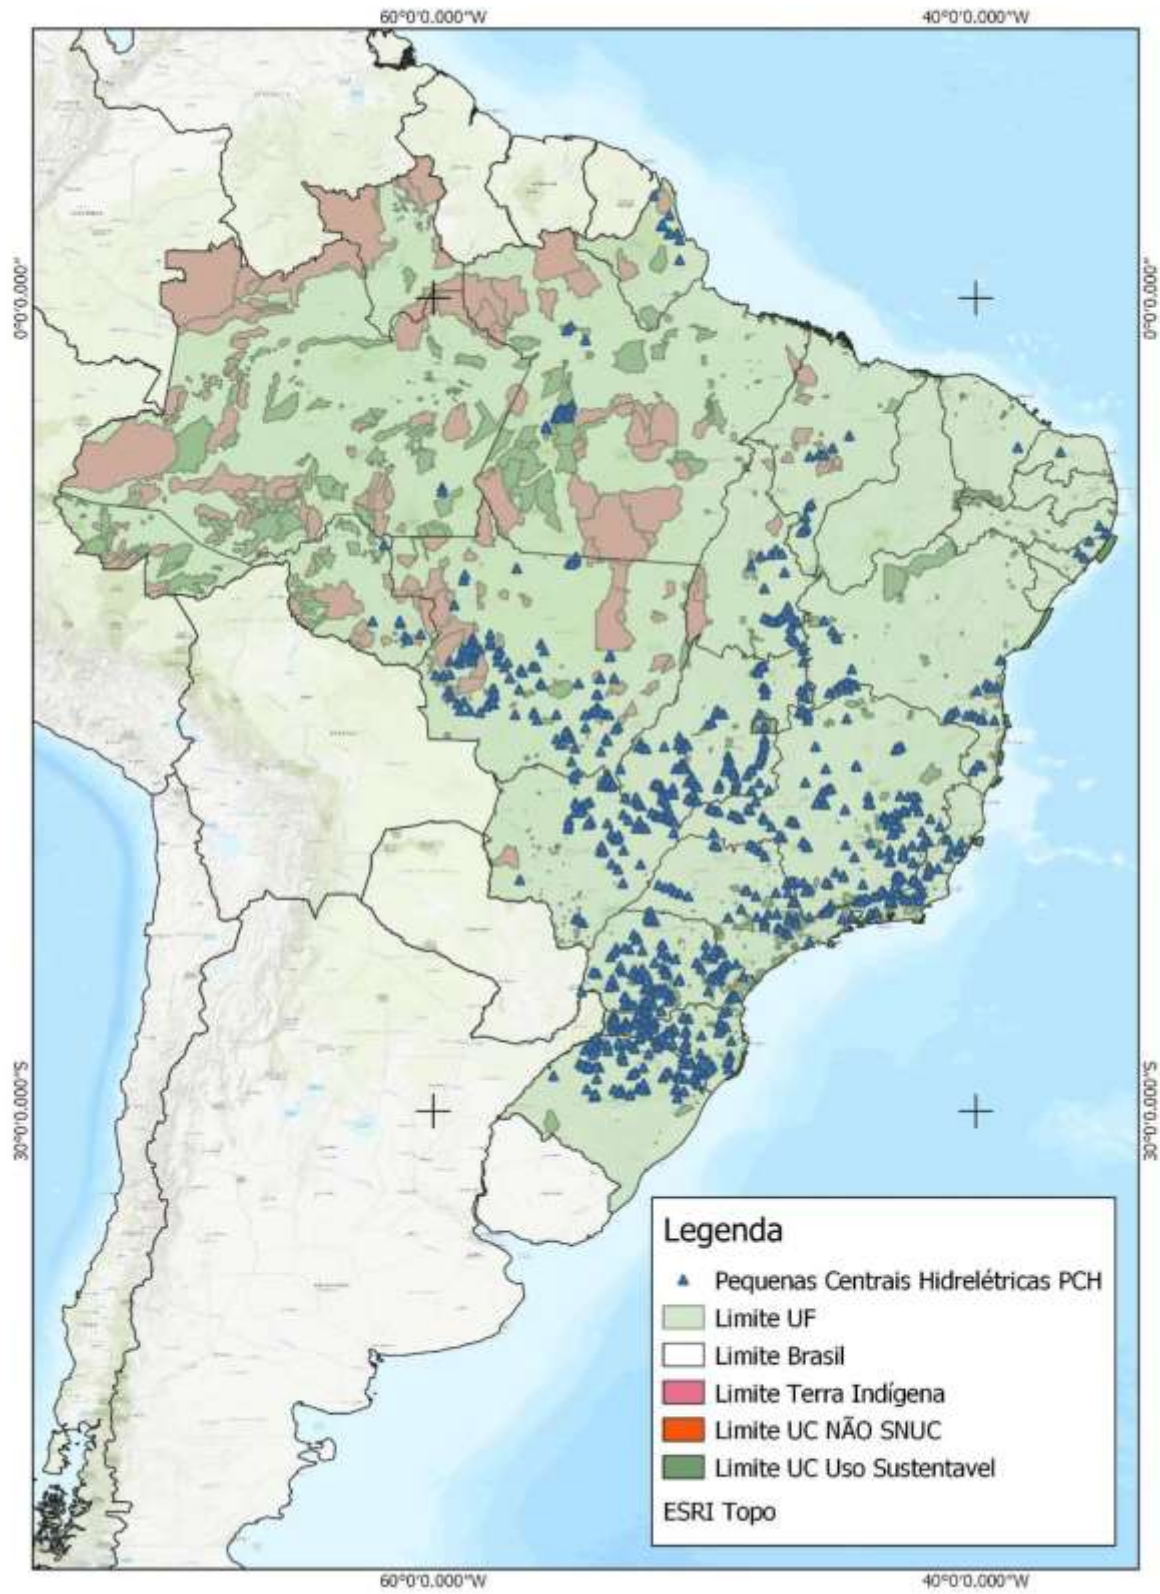 60°0'0.000"W 40°0'0.000"W
0°0'0.000" 0°0'0.000"
30°0'0.000"S 30°0'0.000"S
Legenda
Pequenas Centrais Hidrelétricas PCH
Limite UF
Limite Brasil
Limite Terra Indígena
Limite UC NÃO SNUC
Limite UC Uso Sustentavel
ESRI Topo
60°0'0.000"W 40°0'0.000"W